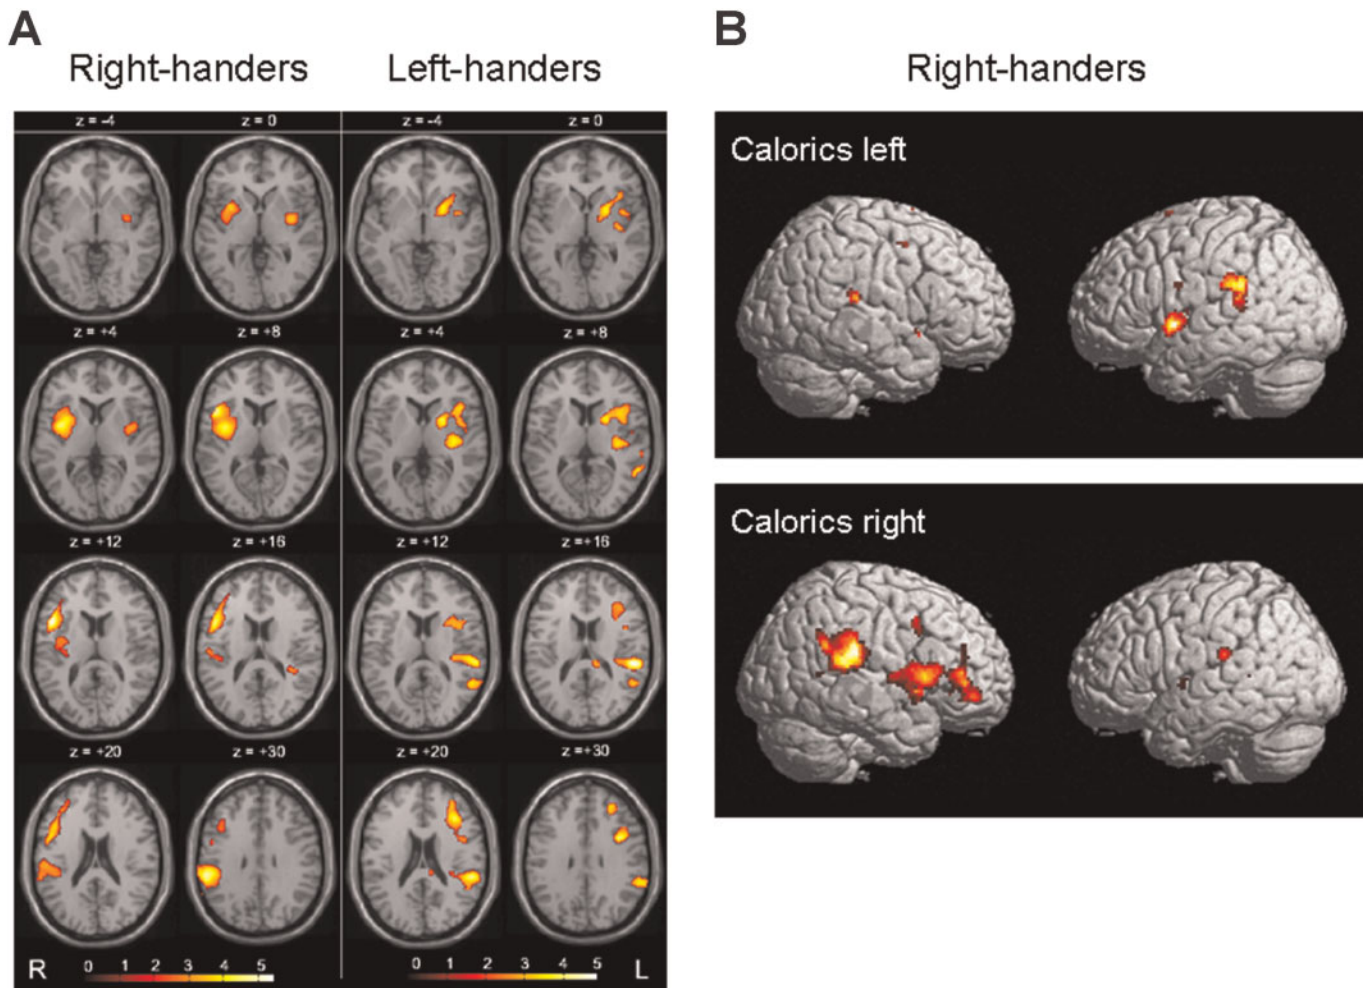 A
Right-handers Left-handers
z = -4 z = 0 z = -4 z = 0
z = +4 z = +8 z = +4 z = +8
z = +12 z = +16 z = +12 z =+16
z = +20 z = +30 z = +20 z =+30
R 0 1 2 3 4 5 0 1 2 3 4 5 L
B
Right-handers
Calorics left
Calorics right